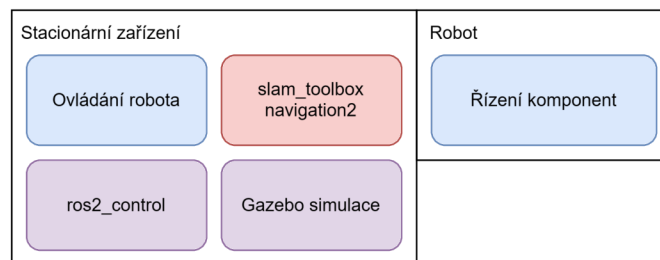 Stacionární zařízení
Robot
Ovládání robota
slam_toolbox
navigation2
Řízení komponent
ros2_control
Gazebo simulace